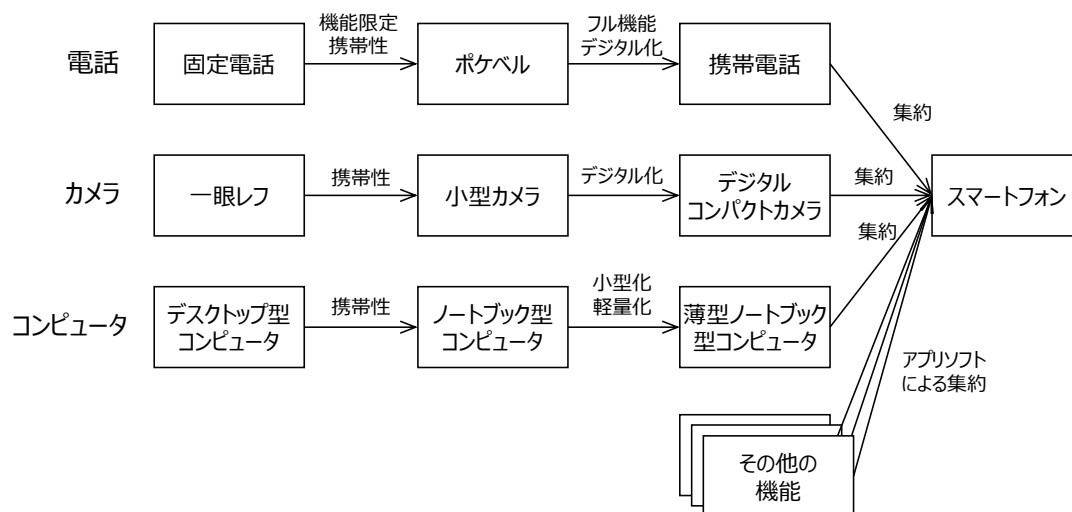 電話
固定電話
機能限定
携帯性
ポケベル
フル機能
デジタル化
携帯電話
集約
カメラ
一眼レフ
携帯性
小型カメラ
デジタル化
デジタル
コンパクトカメラ
集約
スマートフォン
集約
コンピュータ
デスクトップ型
コンピュータ
携帯性
ノートブック型
コンピュータ
小型化
軽量化
薄型ノートブック
型コンピュータ
アプリソフト
による集約
その他の
機能